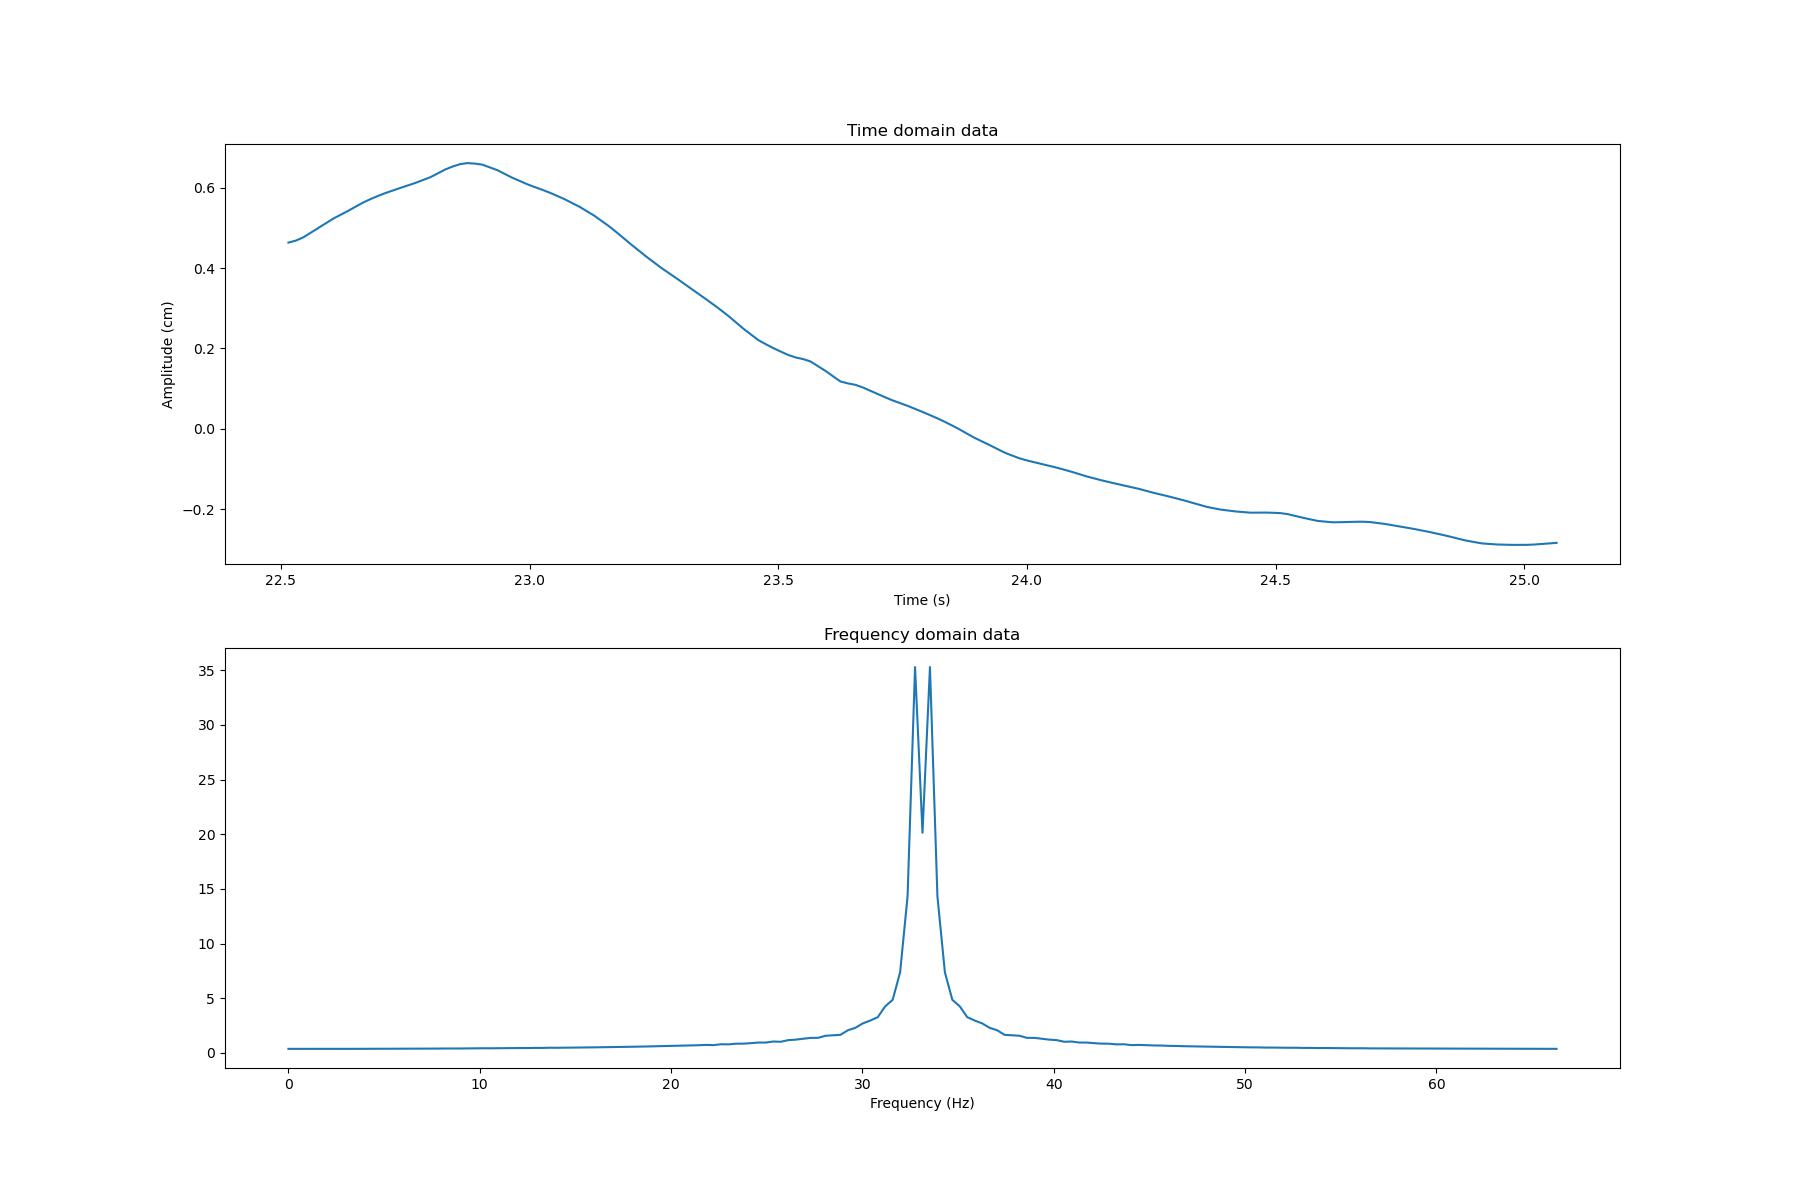 Time domain data
Amplitude (cm)
0.6
0.4
0.2
0.0
−0.2
22.5 23.0 23.5 24.0 24.5 25.0
Time (s)
Frequency domain data
35
30
25
20
15
10
5
0
0 10 20 30 40 50 60
Frequency (Hz)